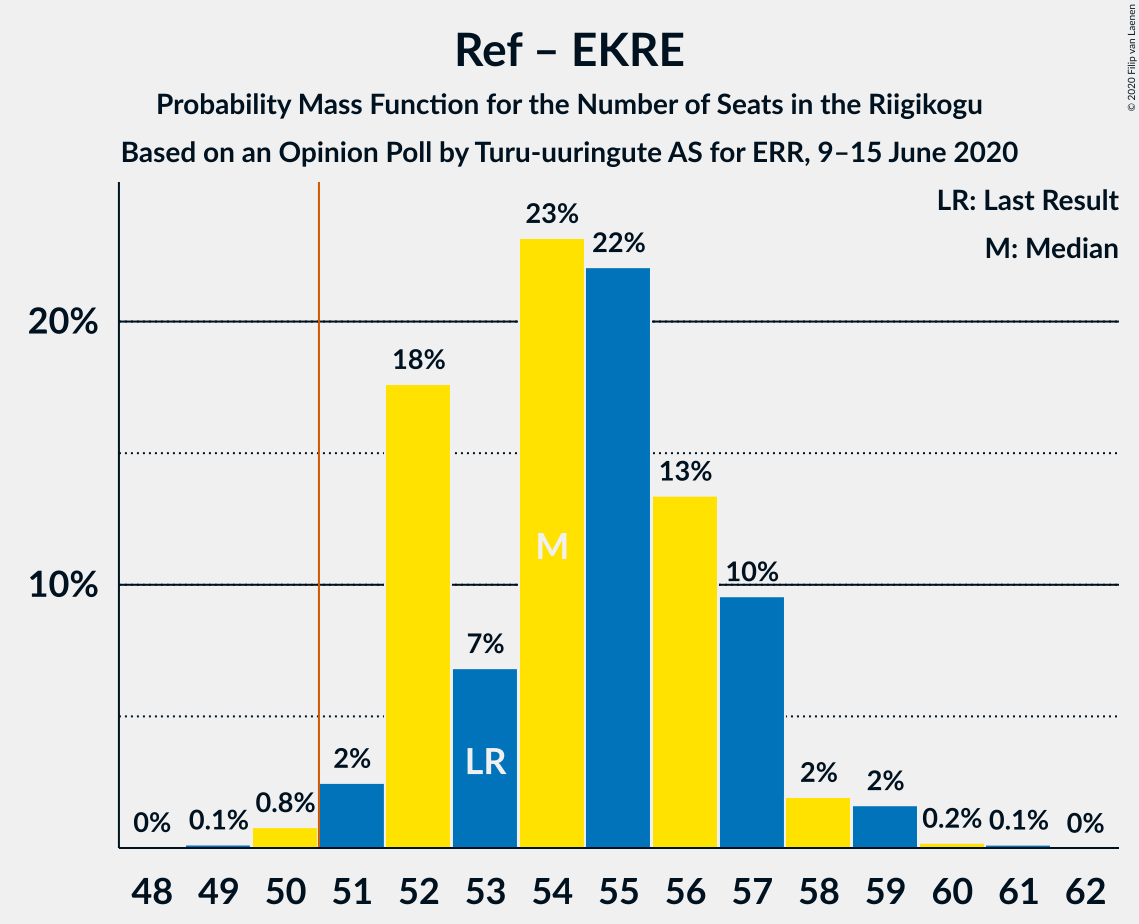 Ref – EKRE
Probability Mass Function for the Number of Seats in the Riigikogu
Based on an Opinion Poll by Turu-uuringute AS for ERR, 9–15 June 2020
© 2020 Filip van Laenen
LR: Last Result
M: Median
20%
10%
0%
0.1%
0.8%
2%
18%
7%
23%
22%
13%
10%
2%
2%
0.2%
0.1%
0%
M
LR
48 49 50 51 52 53 54 55 56 57 58 59 60 61 62